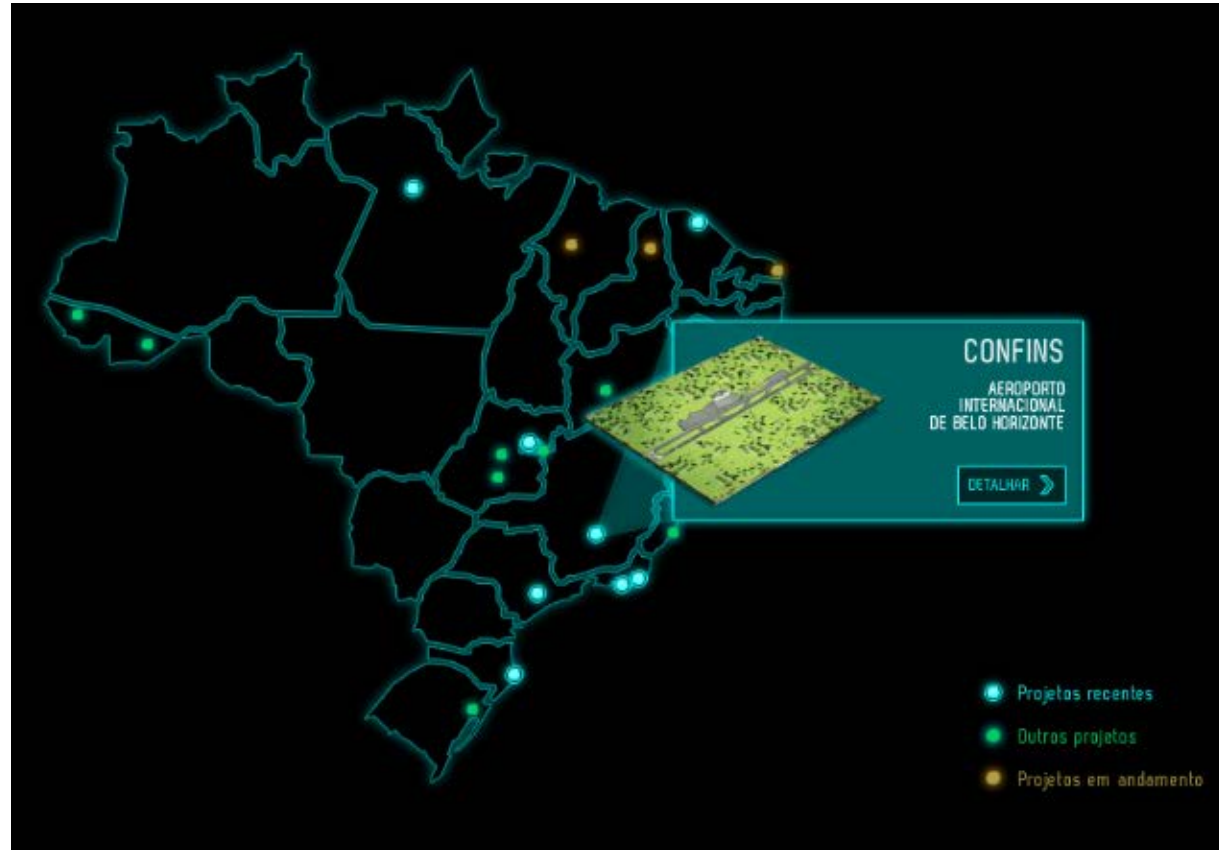 CONFINS
AEROPORTO
INTERNACIONAL
DE BELO HORIZONTE
DETALHAR
Projetos recentes
Outros projetos
Projetos em andamento